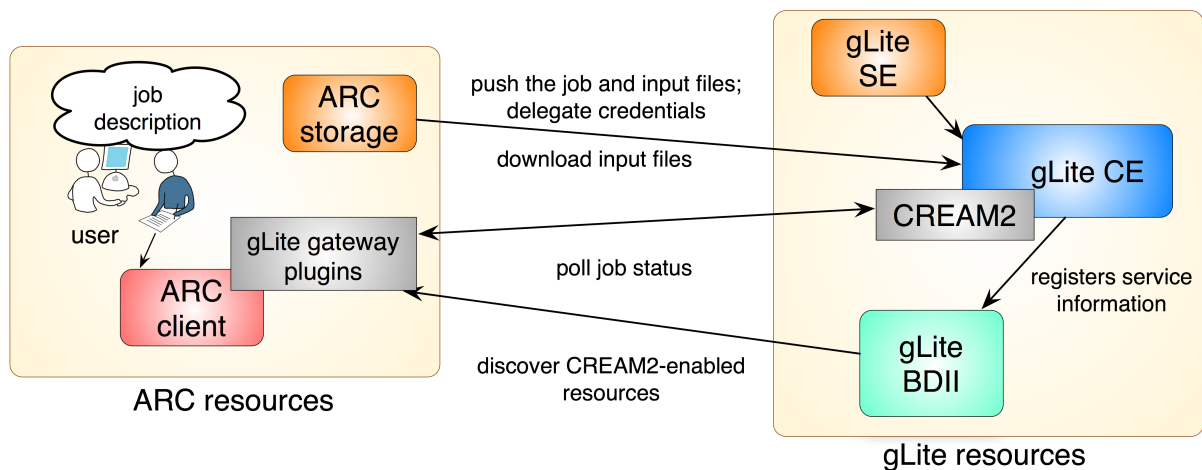 job
description
user
ARC
storage
gLite gateway
plugins
ARC
client
ARC resources
push the job and input files;
delegate credentials
download input files
poll job status
discover CREAM2-enabled
resources
gLite
SE
gLite CE
CREAM2
registers service
information
gLite
BDII
gLite resources